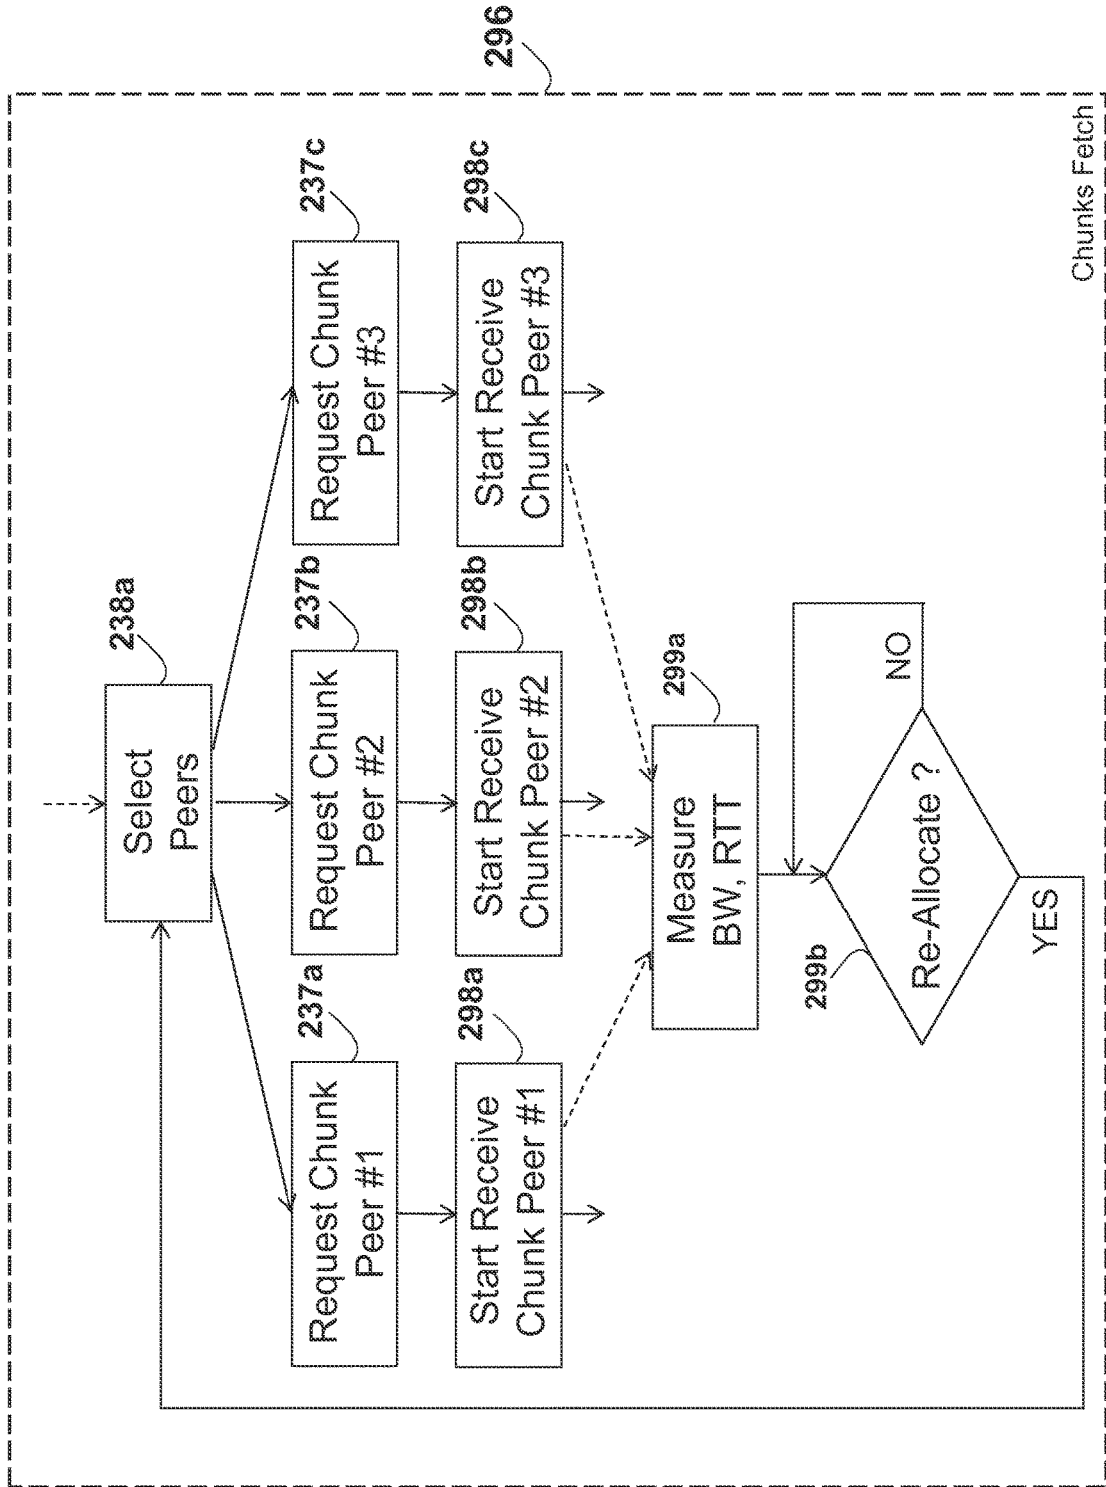 296
238a
Select
Peers
237a
237b
237c
Request Chunk
Peer #1
Request Chunk
Peer #2
Request Chunk
Peer #3
298a
298b
298c
Start Receive
Chunk Peer #1
Start Receive
Chunk Peer #2
Start Receive
Chunk Peer #3
299a
Measure
BW, RTT
299b
Re-Allocate ?
NO
YES
Chunks Fetch